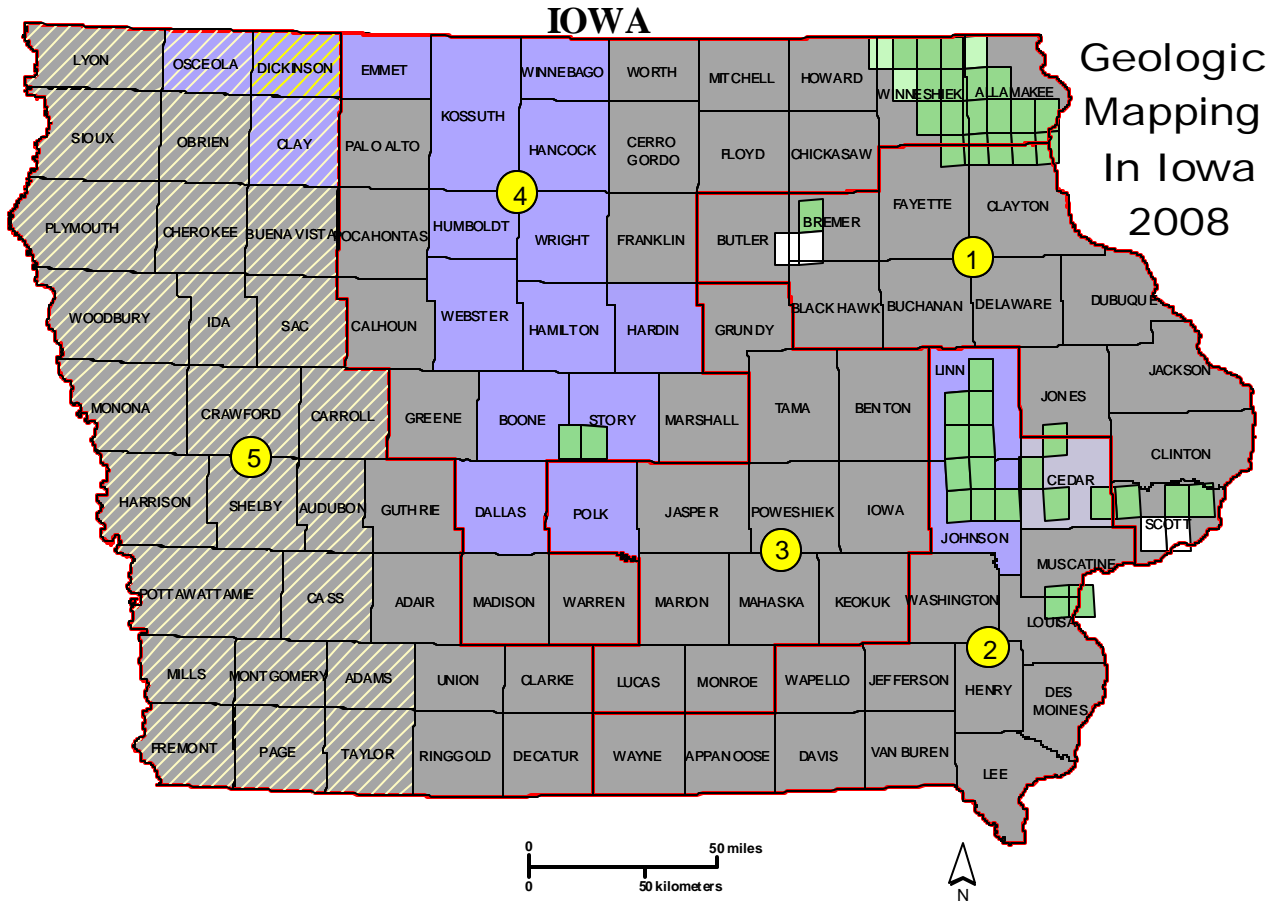 IOWA
Geologic
Mapping
In Iowa
2008
LYON
OSCEOLA
DICKINSON
EMMET
WINNEBAGO
WORTH
MITCHELL
HOWARD
WINNESHIEK
ALLAMAKEE
KOSSUTH
SIOUX
OBRIEN
CLAY
PALO ALTO
HANCOCK
CERRO
GORDO
FLOYD
CHICKASAW
4
FAYETTE
CLAYTON
PLYMOUTH
CHEROKEE
BUENA VISTA
POCAHONTAS
HUMBOLDT
WRIGHT
FRANKLIN
BUTLER
BREMER
1
WOODBURY
IDA
SAC
CALHOUN
WEBSTER
HAMILTON
HARDIN
GRUNDY
BLACK HAWK
BUCHANAN
DELAWARE
DUBUQUE
LINN
JONES
JACKSON
MONONA
CRAWFORD
CARROLL
GREENE
BOONE
STORY
MARSHALL
TAMA
BENTON
CLINTON
5
CEDAR
HARRISON
SHELBY
AUDUBON
GUTHRIE
DALLAS
POLK
JASPER
POWESHIEK
IOWA
JOHNSON
SCOTT
3
MUSCATINE
POTTAWATTAMIE
CASS
ADAIR
MADISON
WARREN
MARION
MAHASKA
KEOKUK
WASHINGTON
LOUISA
2
MILLS
MONTGOMERY
ADAMS
UNION
CLARKE
LUCAS
MONROE
WAPELLO
JEFFERSON
HENRY
DES
MOINES
FREMONT
PAGE
TAYLOR
RINGGOLD
DECATUR
WAYNE
APPANOOSE
DAVIS
VAN BUREN
LEE
0
50 miles
0
50 kilometers
N